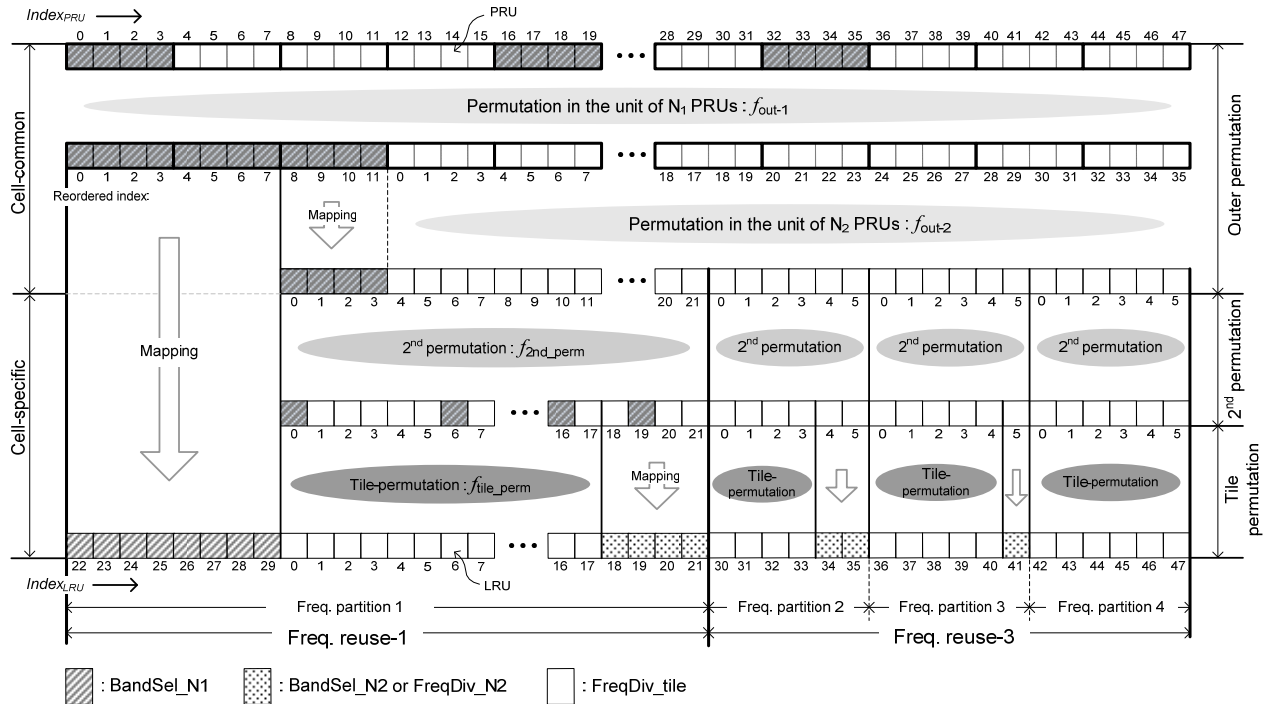 Index_PRU
PRU
0 1 2 3 4 5 6 7 8 9 10 11 12 13 14 15 16 17 18 19 ••• 28 29 30 31 32 33 34 35 36 37 38 39 40 41 42 43 44 45 46 47
Permutation in the unit of N₁ PRUs : f_out-1
0 1 2 3 4 5 6 7 8 9 10 11 0 1 2 3 4 5 6 7 ••• 18 17 20 19 20 21 22 23 24 25 26 27 28 29 30 31 32 33 34 35
Reordered index:
Mapping
Permutation in the unit of N₂ PRUs : f_out-2
0 1 2 3 4 5 6 7 8 9 10 11 ••• 20 21 0 1 2 3 4 5 0 1 2 3 4 5 0 1 2 3 4 5
Mapping
2nd permutation : f_2nd_perm
2nd permutation
2nd permutation
2nd permutation
0 1 2 3 4 5 6 7 ••• 16 17 18 19 20 21 0 1 2 3 4 5 0 1 2 3 4 5 0 1 2 3 4 5
Tile-permutation : f_tile_perm
Mapping
Tile-
permutation
Tile-
permutation
Tile-permutation
22 23 24 25 26 27 28 29 0 1 2 3 4 5 6 7 ••• 16 17 18 19 20 21 30 31 32 33 34 35 36 37 38 39 40 41 42 43 44 45 46 47
Index_LRU
LRU
Freq. partition 1
Freq. partition 2
Freq. partition 3
Freq. partition 4
Freq. reuse-1
Freq. reuse-3
Cell-common
Cell-specific
Outer permutation
2nd permutation
Tile
permutation
: BandSel_N1
: BandSel_N2 or FreqDiv_N2
: FreqDiv_tile